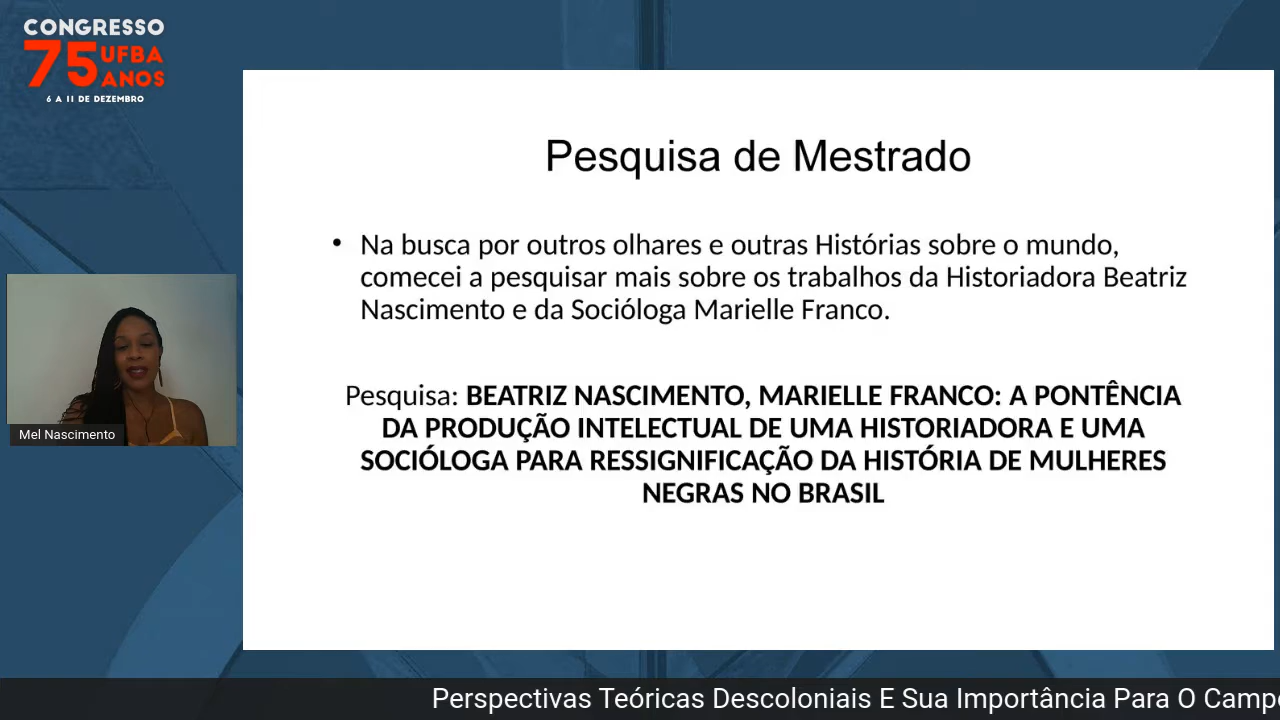 CONGRESSO
75 UFBA
ANOS
6 A 11 DE DEZEMBRO
Pesquisa de Mestrado
• Na busca por outros olhares e outras Histórias sobre o mundo,
comecei a pesquisar mais sobre os trabalhos da Historiadora Beatriz
Nascimento e da Socióloga Marielle Franco.
Pesquisa: BEATRIZ NASCIMENTO, MARIELLE FRANCO: A PONTÊNCIA
DA PRODUÇÃO INTELECTUAL DE UMA HISTORIADORA E UMA
SOCIÓLOGA PARA RESSIGNIFICAÇÃO DA HISTÓRIA DE MULHERES
NEGRAS NO BRASIL
Mel Nascimento
Perspectivas Teóricas Descoloniais E Sua Importância Para O Camp